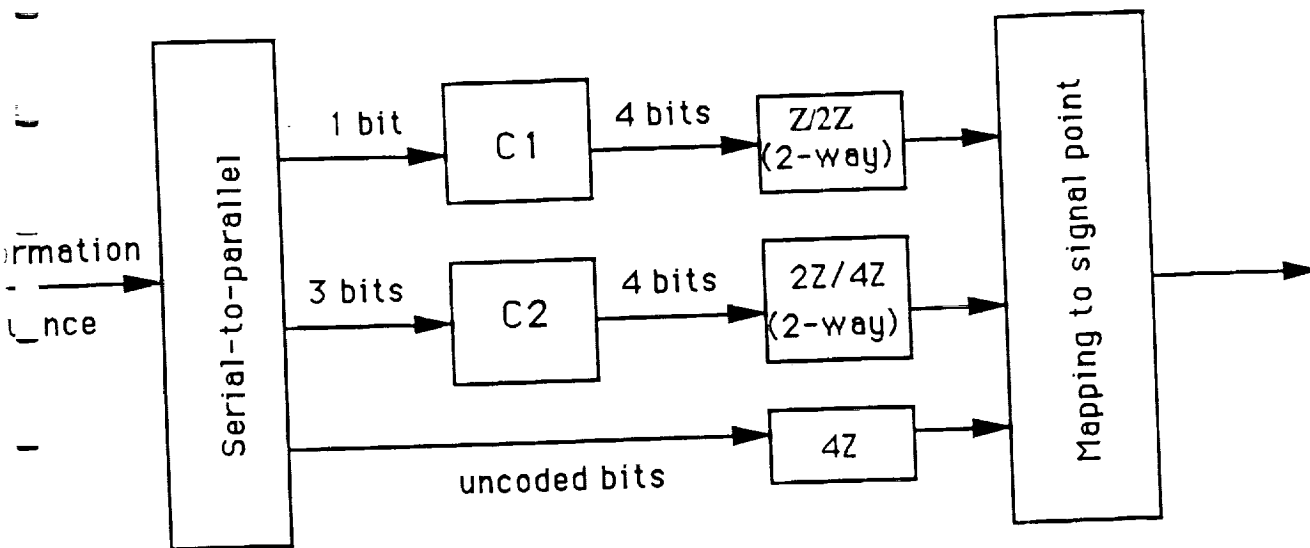 Serial-to-parallel
1 bit
C1
4 bits
Z/2Z
(2-way)
3 bits
C2
4 bits
2Z/4Z
(2-way)
uncoded bits
4Z
Mapping to signal point